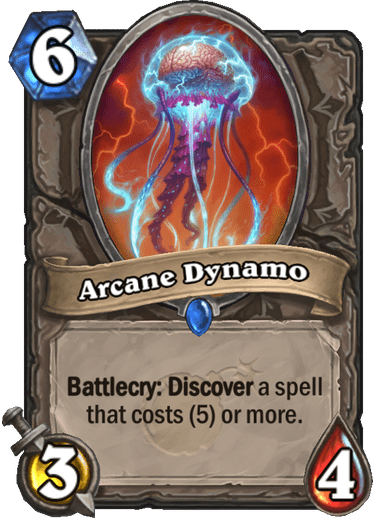 6
Arcane Dynamo
Battlecry: Discover a spell
that costs (5) or more.
3
4